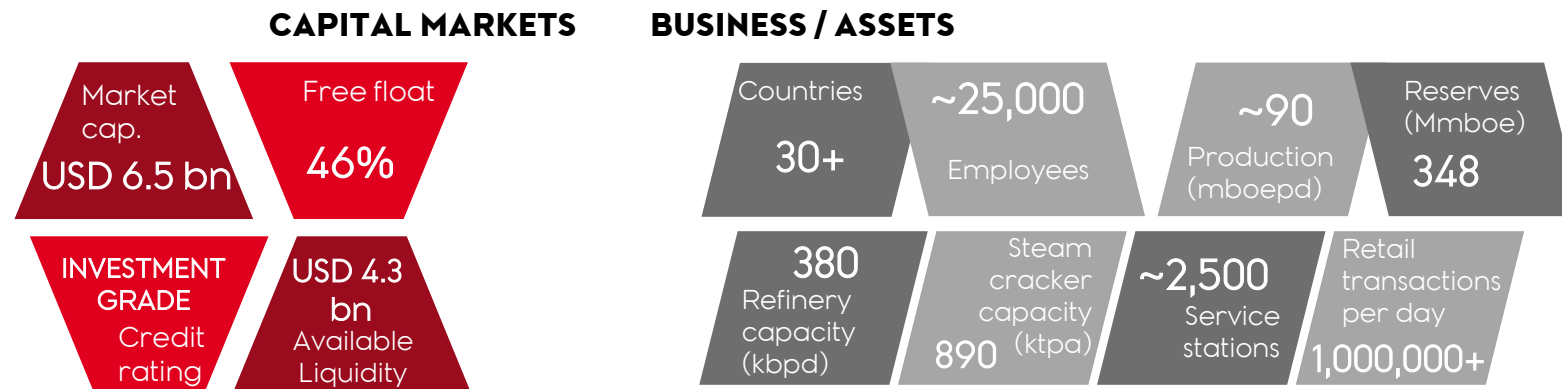 CAPITAL MARKETS
Market
cap.
USD 6.5 bn
Free float
46%
INVESTMENT
GRADE
Credit
rating
USD 4.3
bn
Available
Liquidity
BUSINESS / ASSETS
Countries
30+
~25,000
Employees
~90
Production
(mboepd)
Reserves
(Mmboe)
348
380
Refinery
capacity
(kbpd)
Steam
cracker
capacity
(ktpa)
890
~2,500
Service
stations
Retail
transactions
per day
1,000,000+